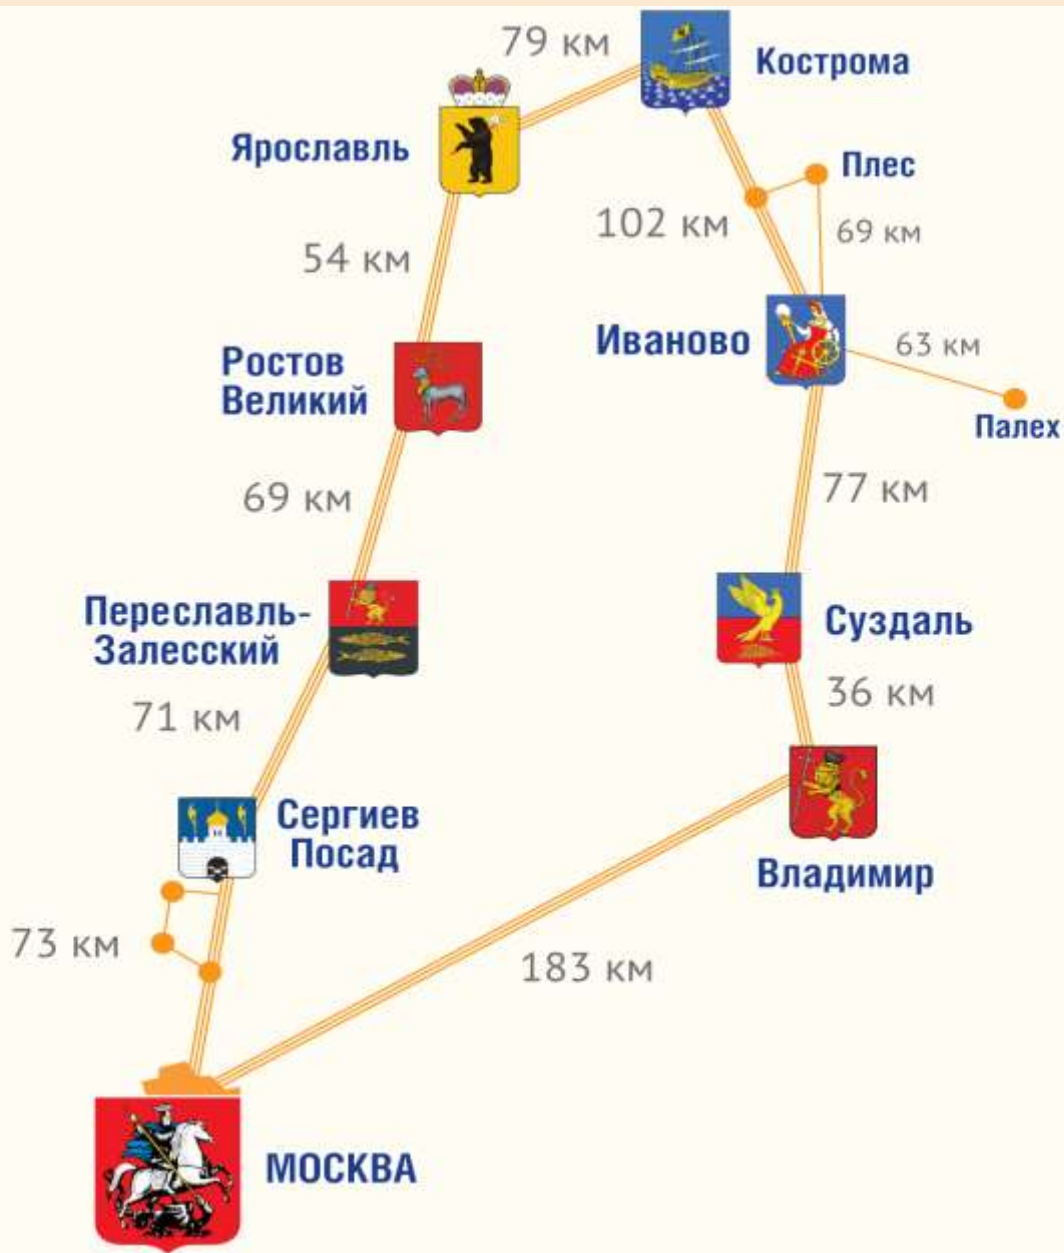 79 км
Кострома
Ярославль
Плес
102 км
69 км
54 км
Иваново
63 км
Ростов
Великий
Палех
69 км
77 км
Переславль-
Залесский
Суздаль
71 км
36 км
Сергиев
Посад
Владимир
73 км
183 км
МОСКВА